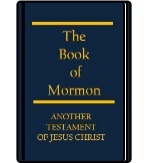 The
Book
of
Mormon
ANOTHER
TESTAMENT
OF JESUS CHRIST